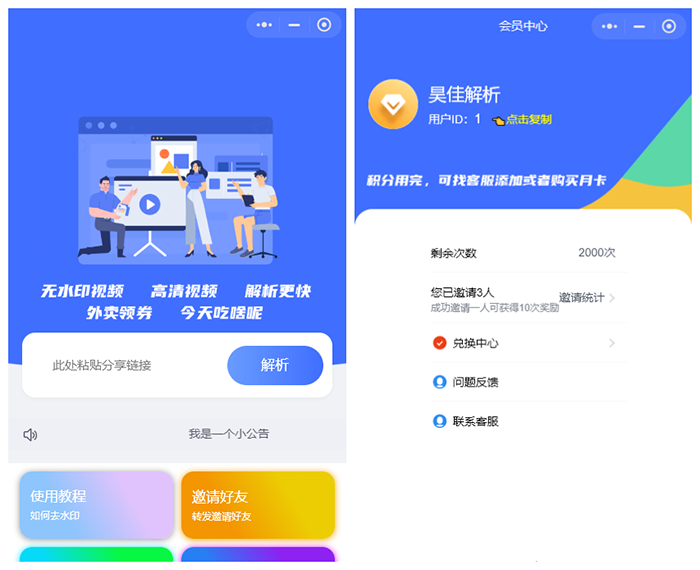 无水印视频 高清视频 解析更快
外卖领券 今天吃啥呢
此处粘贴分享链接
解析
我是一个小公告
使用教程
如何去水印
邀请好友
转发邀请好友
会员中心
昊佳解析
用户ID：1 👈点击复制
积分用完，可找客服添加或者购买月卡
剩余次数 2000次
您已邀请3人 邀请统计
成功邀请一人可获得10次奖励
兑换中心
问题反馈
联系客服